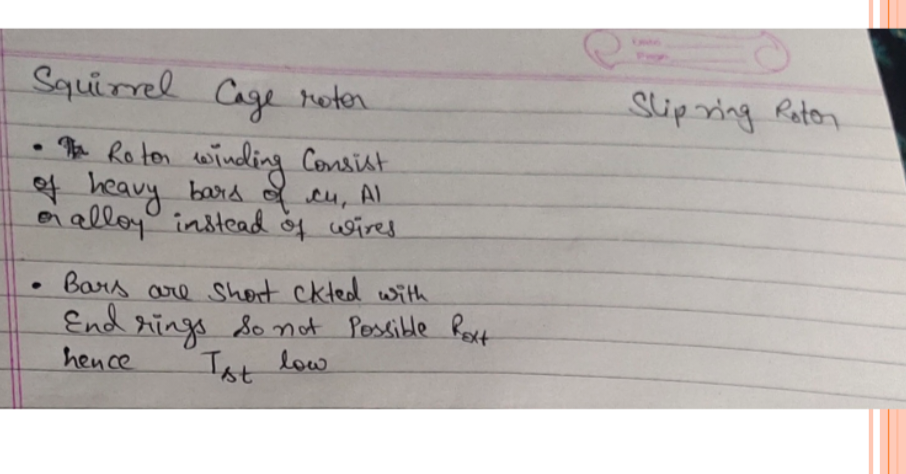 Squirrel Cage rotor
Slip ring Rotor
• Rotor winding Consist
of heavy bars of cu, Al
or alloy instead of wires
• Bars are Short ckted with
End rings So not Possible Rext
hence Tst low